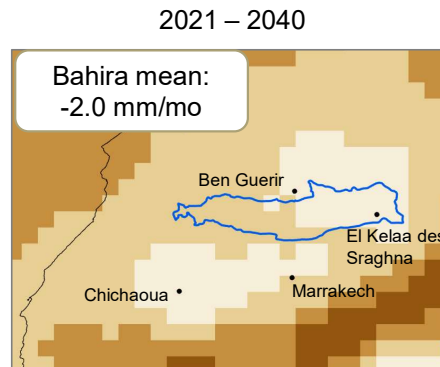 2021 – 2040
Bahira mean:
-2.0 mm/mo
Ben Guerir
El Kelaa des
Sraghna
Chichaoua
Marrakech